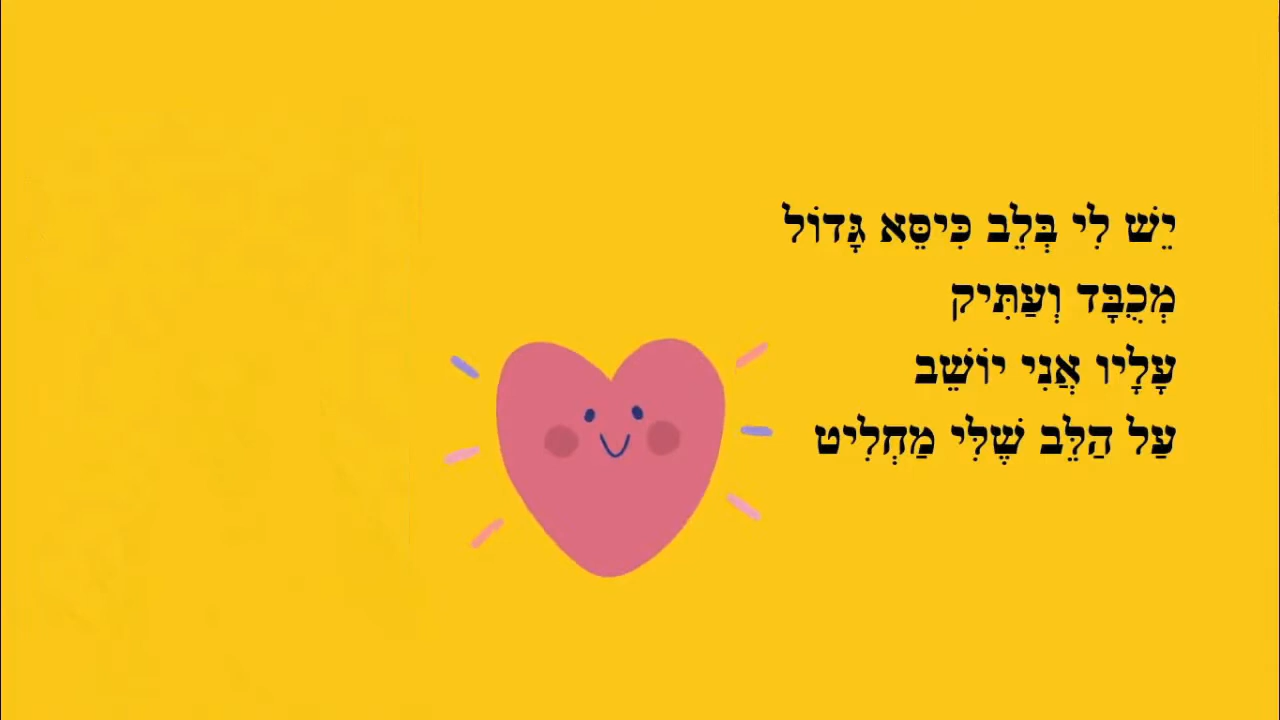 יֵשׁ לִי בְּלֵב כִּיסֵּא גָּדוֹל
מְכֻבָּד וְעַתִּיק
עָלָיו אֲנִי יוֹשֵׁב
עַל הַלֵּב שֶׁלִּי מַחְלִיט